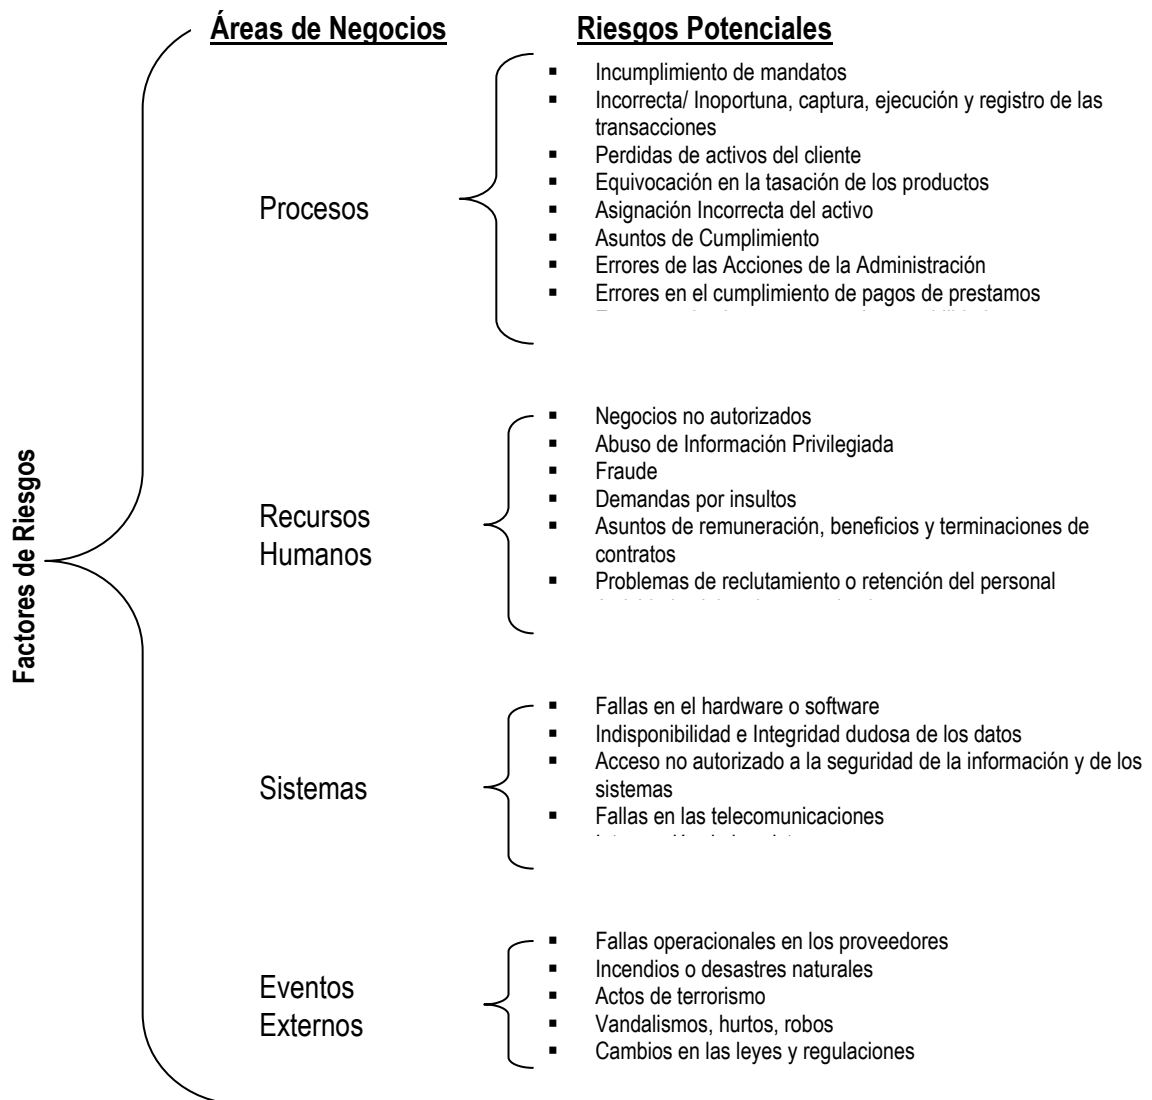 Áreas de Negocios
Riesgos Potenciales
Factores de Riesgos
Procesos
▪ Incumplimiento de mandatos
▪ Incorrecta/ Inoportuna, captura, ejecución y registro de las
transacciones
▪ Perdidas de activos del cliente
▪ Equivocación en la tasación de los productos
▪ Asignación Incorrecta del activo
▪ Asuntos de Cumplimiento
▪ Errores de las Acciones de la Administración
▪ Errores en el cumplimiento de pagos de prestamos
Recursos
Humanos
▪ Negocios no autorizados
▪ Abuso de Información Privilegiada
▪ Fraude
▪ Demandas por insultos
▪ Asuntos de remuneración, beneficios y terminaciones de
contratos
▪ Problemas de reclutamiento o retención del personal
Sistemas
▪ Fallas en el hardware o software
▪ Indisponibilidad e Integridad dudosa de los datos
▪ Acceso no autorizado a la seguridad de la información y de los
sistemas
▪ Fallas en las telecomunicaciones
Eventos
Externos
▪ Fallas operacionales en los proveedores
▪ Incendios o desastres naturales
▪ Actos de terrorismo
▪ Vandalismos, hurtos, robos
▪ Cambios en las leyes y regulaciones